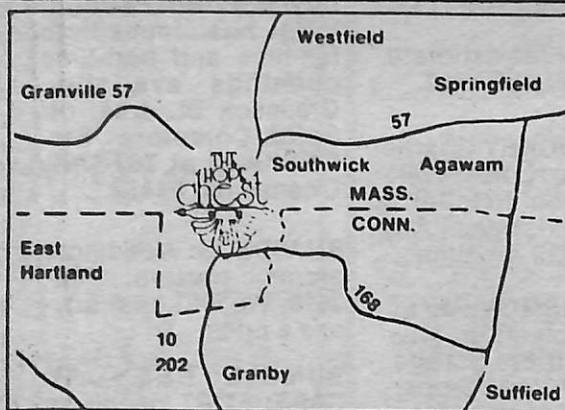 Westfield
Springfield
Granville 57
57
THE
HOPE
chest
Southwick
Agawam
MASS.
CONN.
East
Hartland
168
10
202
Granby
Suffield